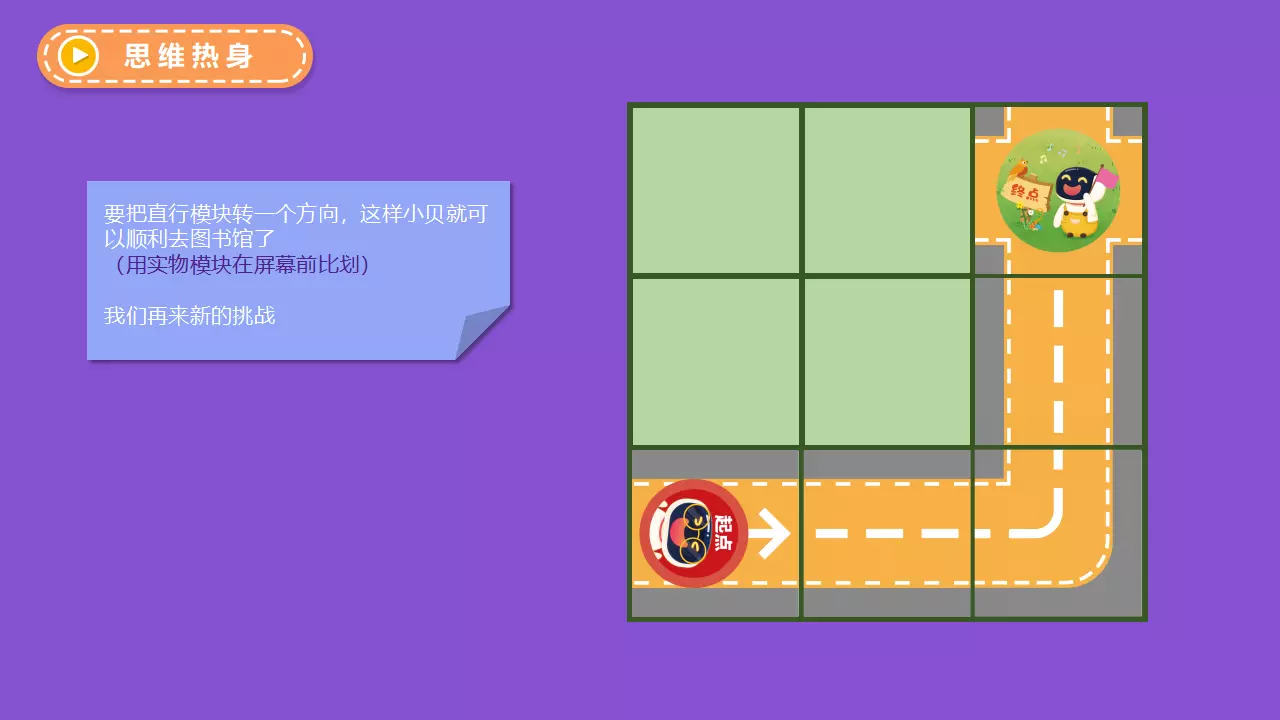 思维热身
要把直行模块转一个方向，这样小贝就可
以顺利去图书馆了
（用实物模块在屏幕前比划）
我们再来新的挑战
终点
起点